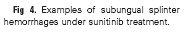 Fig 4. Examples of subungual splinter
hemorrhages under sunitinib treatment.